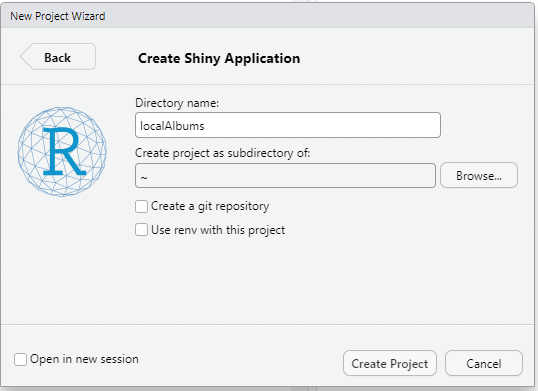 New Project Wizard
Back
Create Shiny Application
Directory name:
localAlbums
Create project as subdirectory of:
~
Browse...
R
Create a git repository
Use renv with this project
Open in new session
Create Project
Cancel